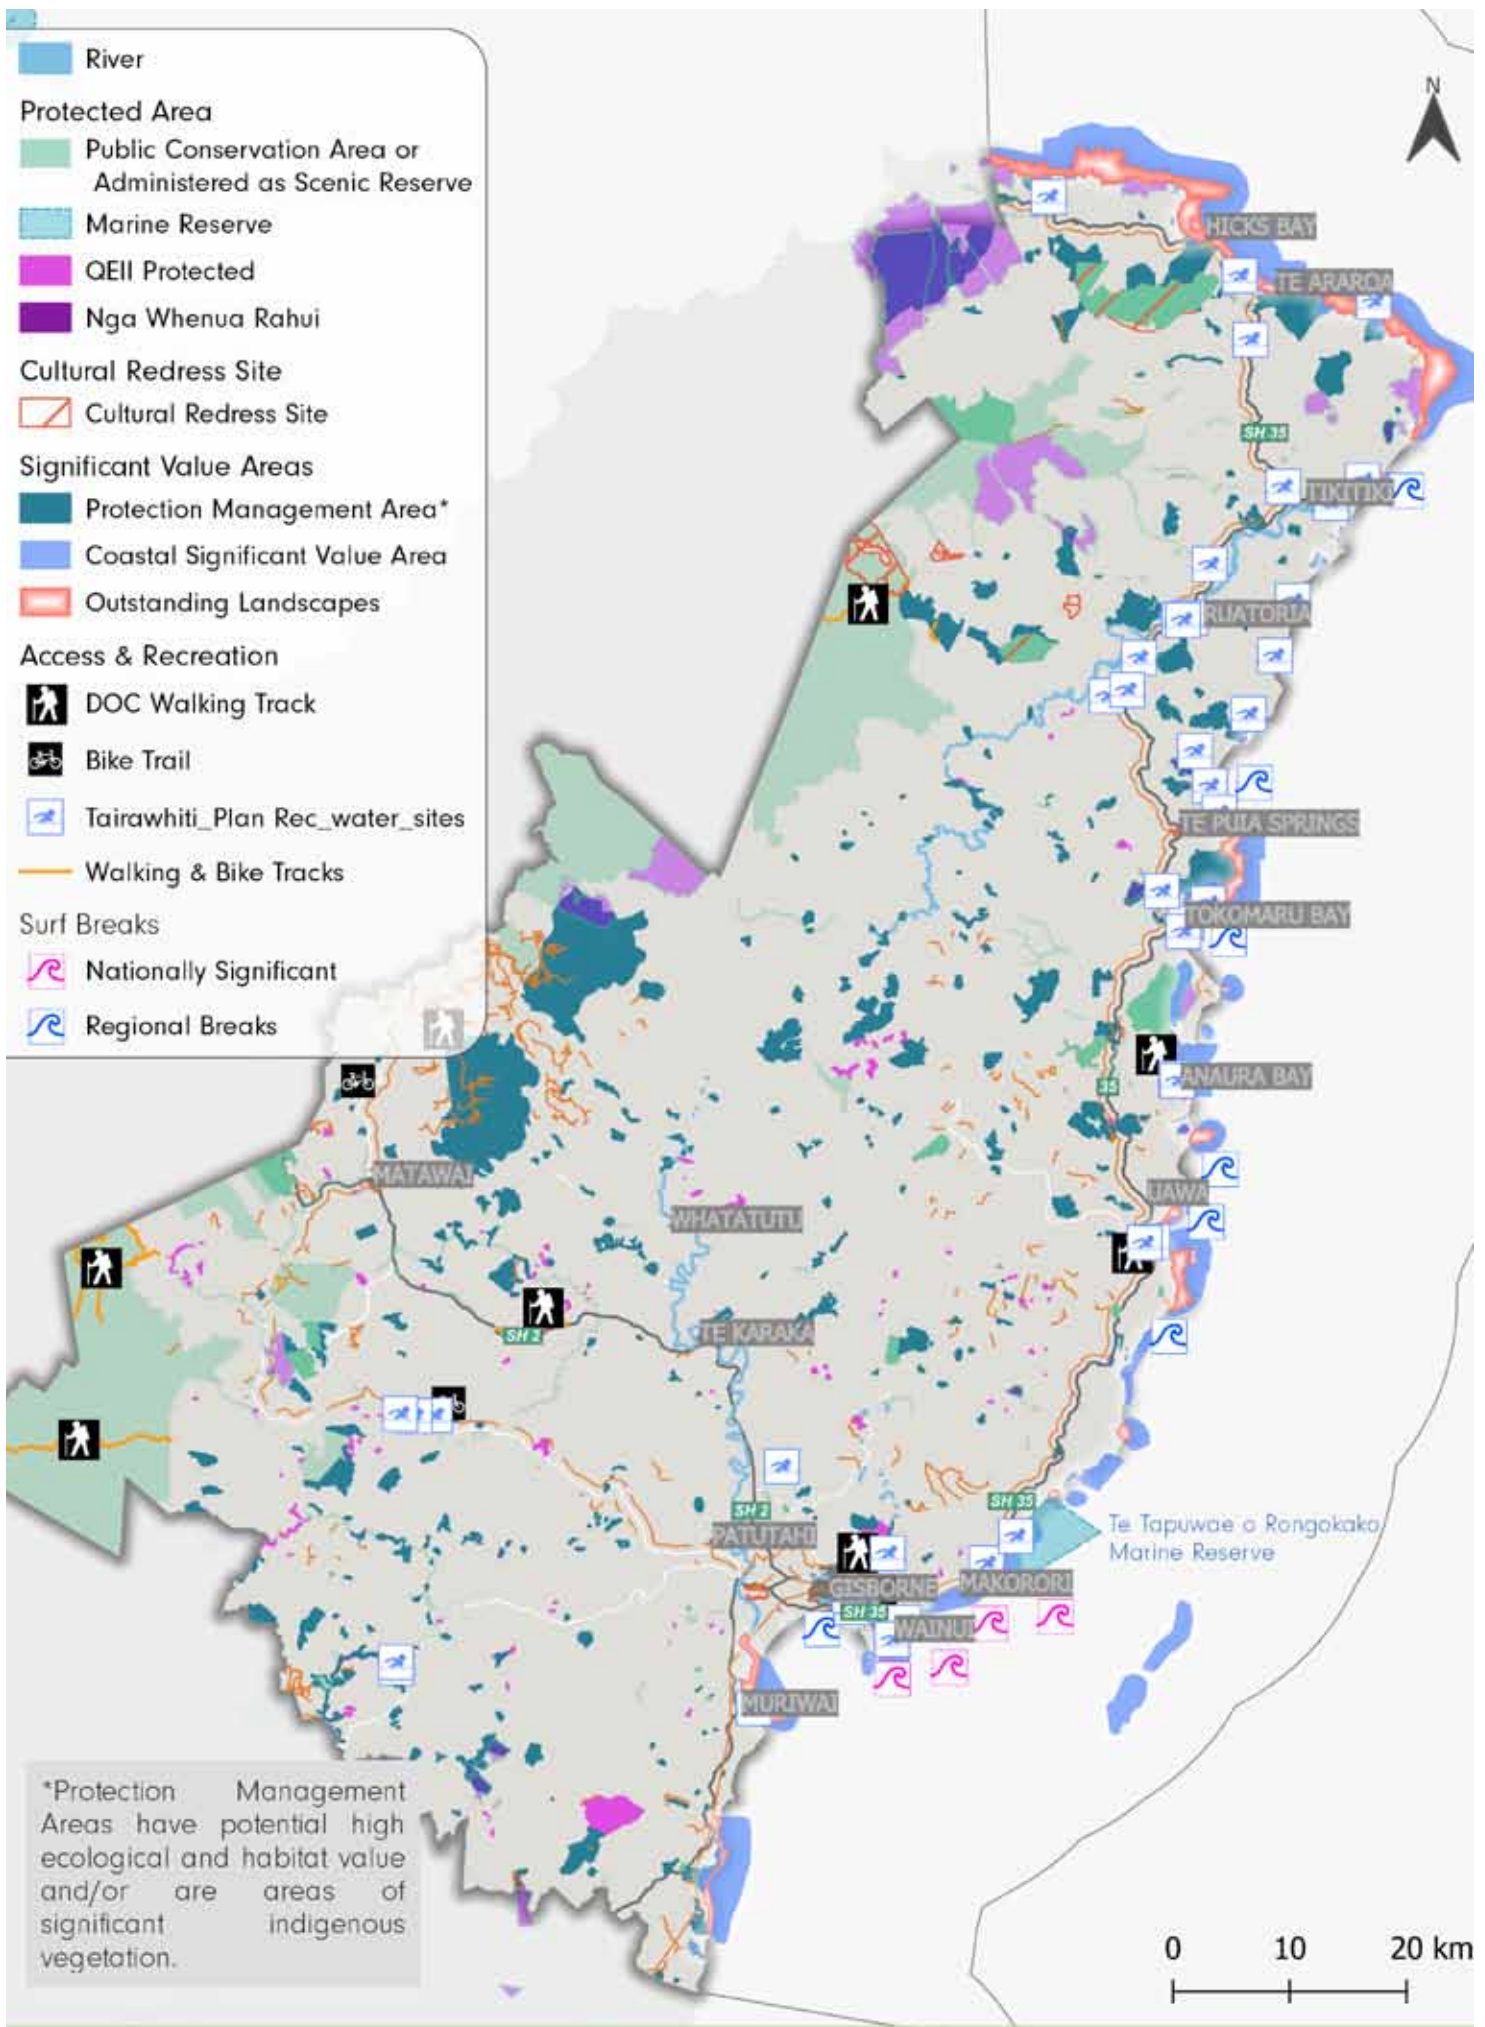 River
Protected Area
Public Conservation Area or
Administered as Scenic Reserve
Marine Reserve
QEII Protected
Nga Whenua Rahui
Cultural Redress Site
Cultural Redress Site
Significant Value Areas
Protection Management Area*
Coastal Significant Value Area
Outstanding Landscapes
Access & Recreation
DOC Walking Track
Bike Trail
Tairawhiti_Plan Rec_water_sites
Walking & Bike Tracks
Surf Breaks
Nationally Significant
Regional Breaks
N
HICKS BAY
TE ARAROA
SH 35
TIKITIKI
RUATORIA
TE PUIA SPRINGS
TOKOMARU BAY
ANAURA BAY
35
MATAWAI
UAWA
WHATATUTU
TE KARAKA
SH 2
SH 2
SH 35
PATUTAHI
Te Tapuwae o Rongokako
Marine Reserve
GISBORNE
MAKORORI
SH 35
WAINUI
MURIWAI
*Protection Management
Areas have potential high
ecological and habitat value
and/or are areas of
significant indigenous
vegetation.
0 10 20 km